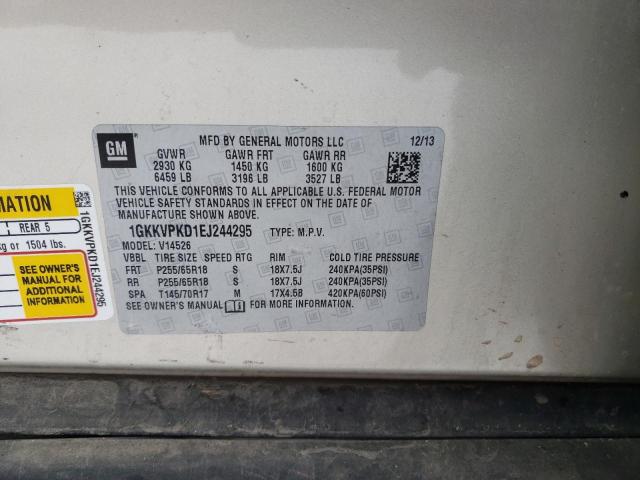 GM
MFD BY GENERAL MOTORS LLC 12/13
GVWR GAWR FRT GAWR RR
2930 KG 1450 KG 1600 KG
6459 LB 3196 LB 3527 LB
THIS VEHICLE CONFORMS TO ALL APPLICABLE U.S. FEDERAL MOTOR
VEHICLE SAFETY STANDARDS IN EFFECT ON THE DATE OF
MANUFACTURE SHOWN ABOVE.
1GKKVPKD1EJ244295 TYPE: M.P.V.
MODEL: V14526
VBBL TIRE SIZE SPEED RIM COLD TIRE PRESSURE
FRT P255/65R18 S 18X7.5J 240KPA(35PSI)
RR P255/65R18 S 18X7.5J 240KPA(35PSI)
SPA T145/70R17 M 17X4.5B 420KPA(60PSI)
SEE OWNER'S MANUAL FOR MORE INFORMATION.
MATION
REAR 5
kg or 1504 lbs.
SEE OWNER'S
MANUAL FOR
ADDITIONAL
INFORMATION
1GKKVPKD1EJ244295